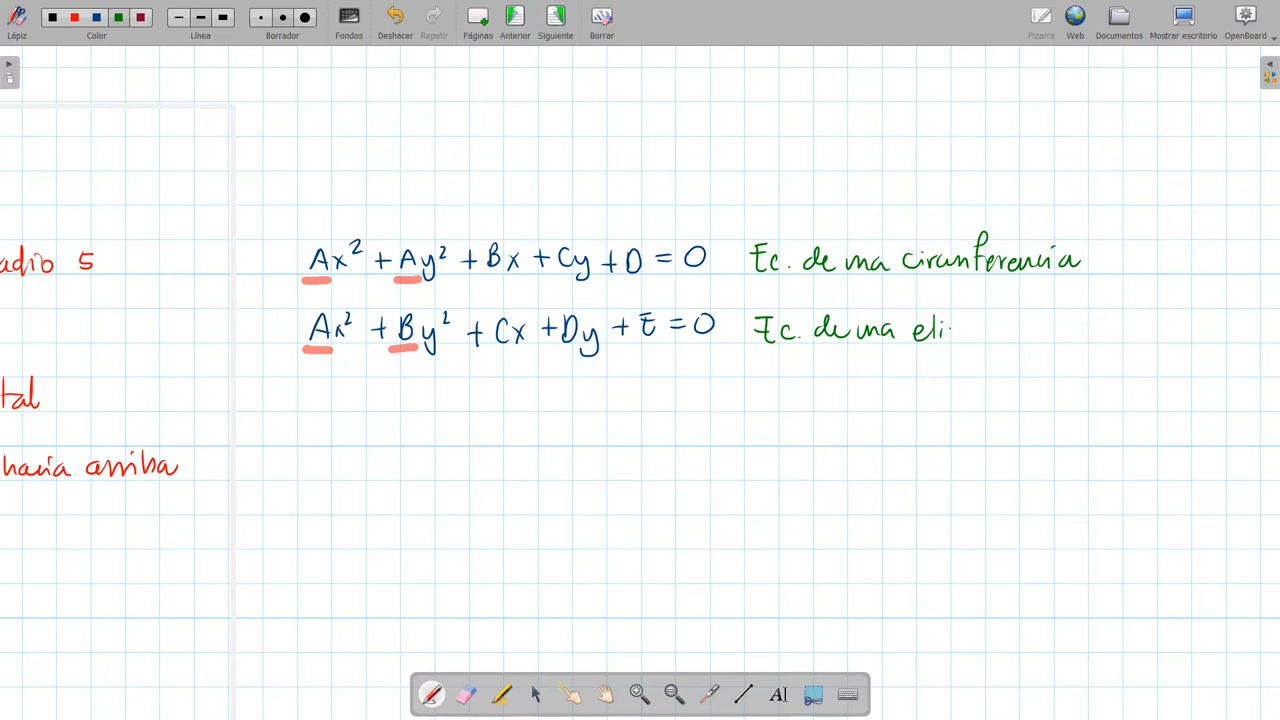 Lápiz Color Línea Borrador Fondos Deshacer Repetir Páginas Anterior Siguiente Borrar Pizarra Web Documentos Mostrar escritorio OpenBoard
adio 5
Ax² + Ay² + Bx + Cy + D = 0 Ec. de una circunferencia
Ax² + By² + Cx + Dy + E = 0 Ec. de una eli
tal
hacia arriba
AI